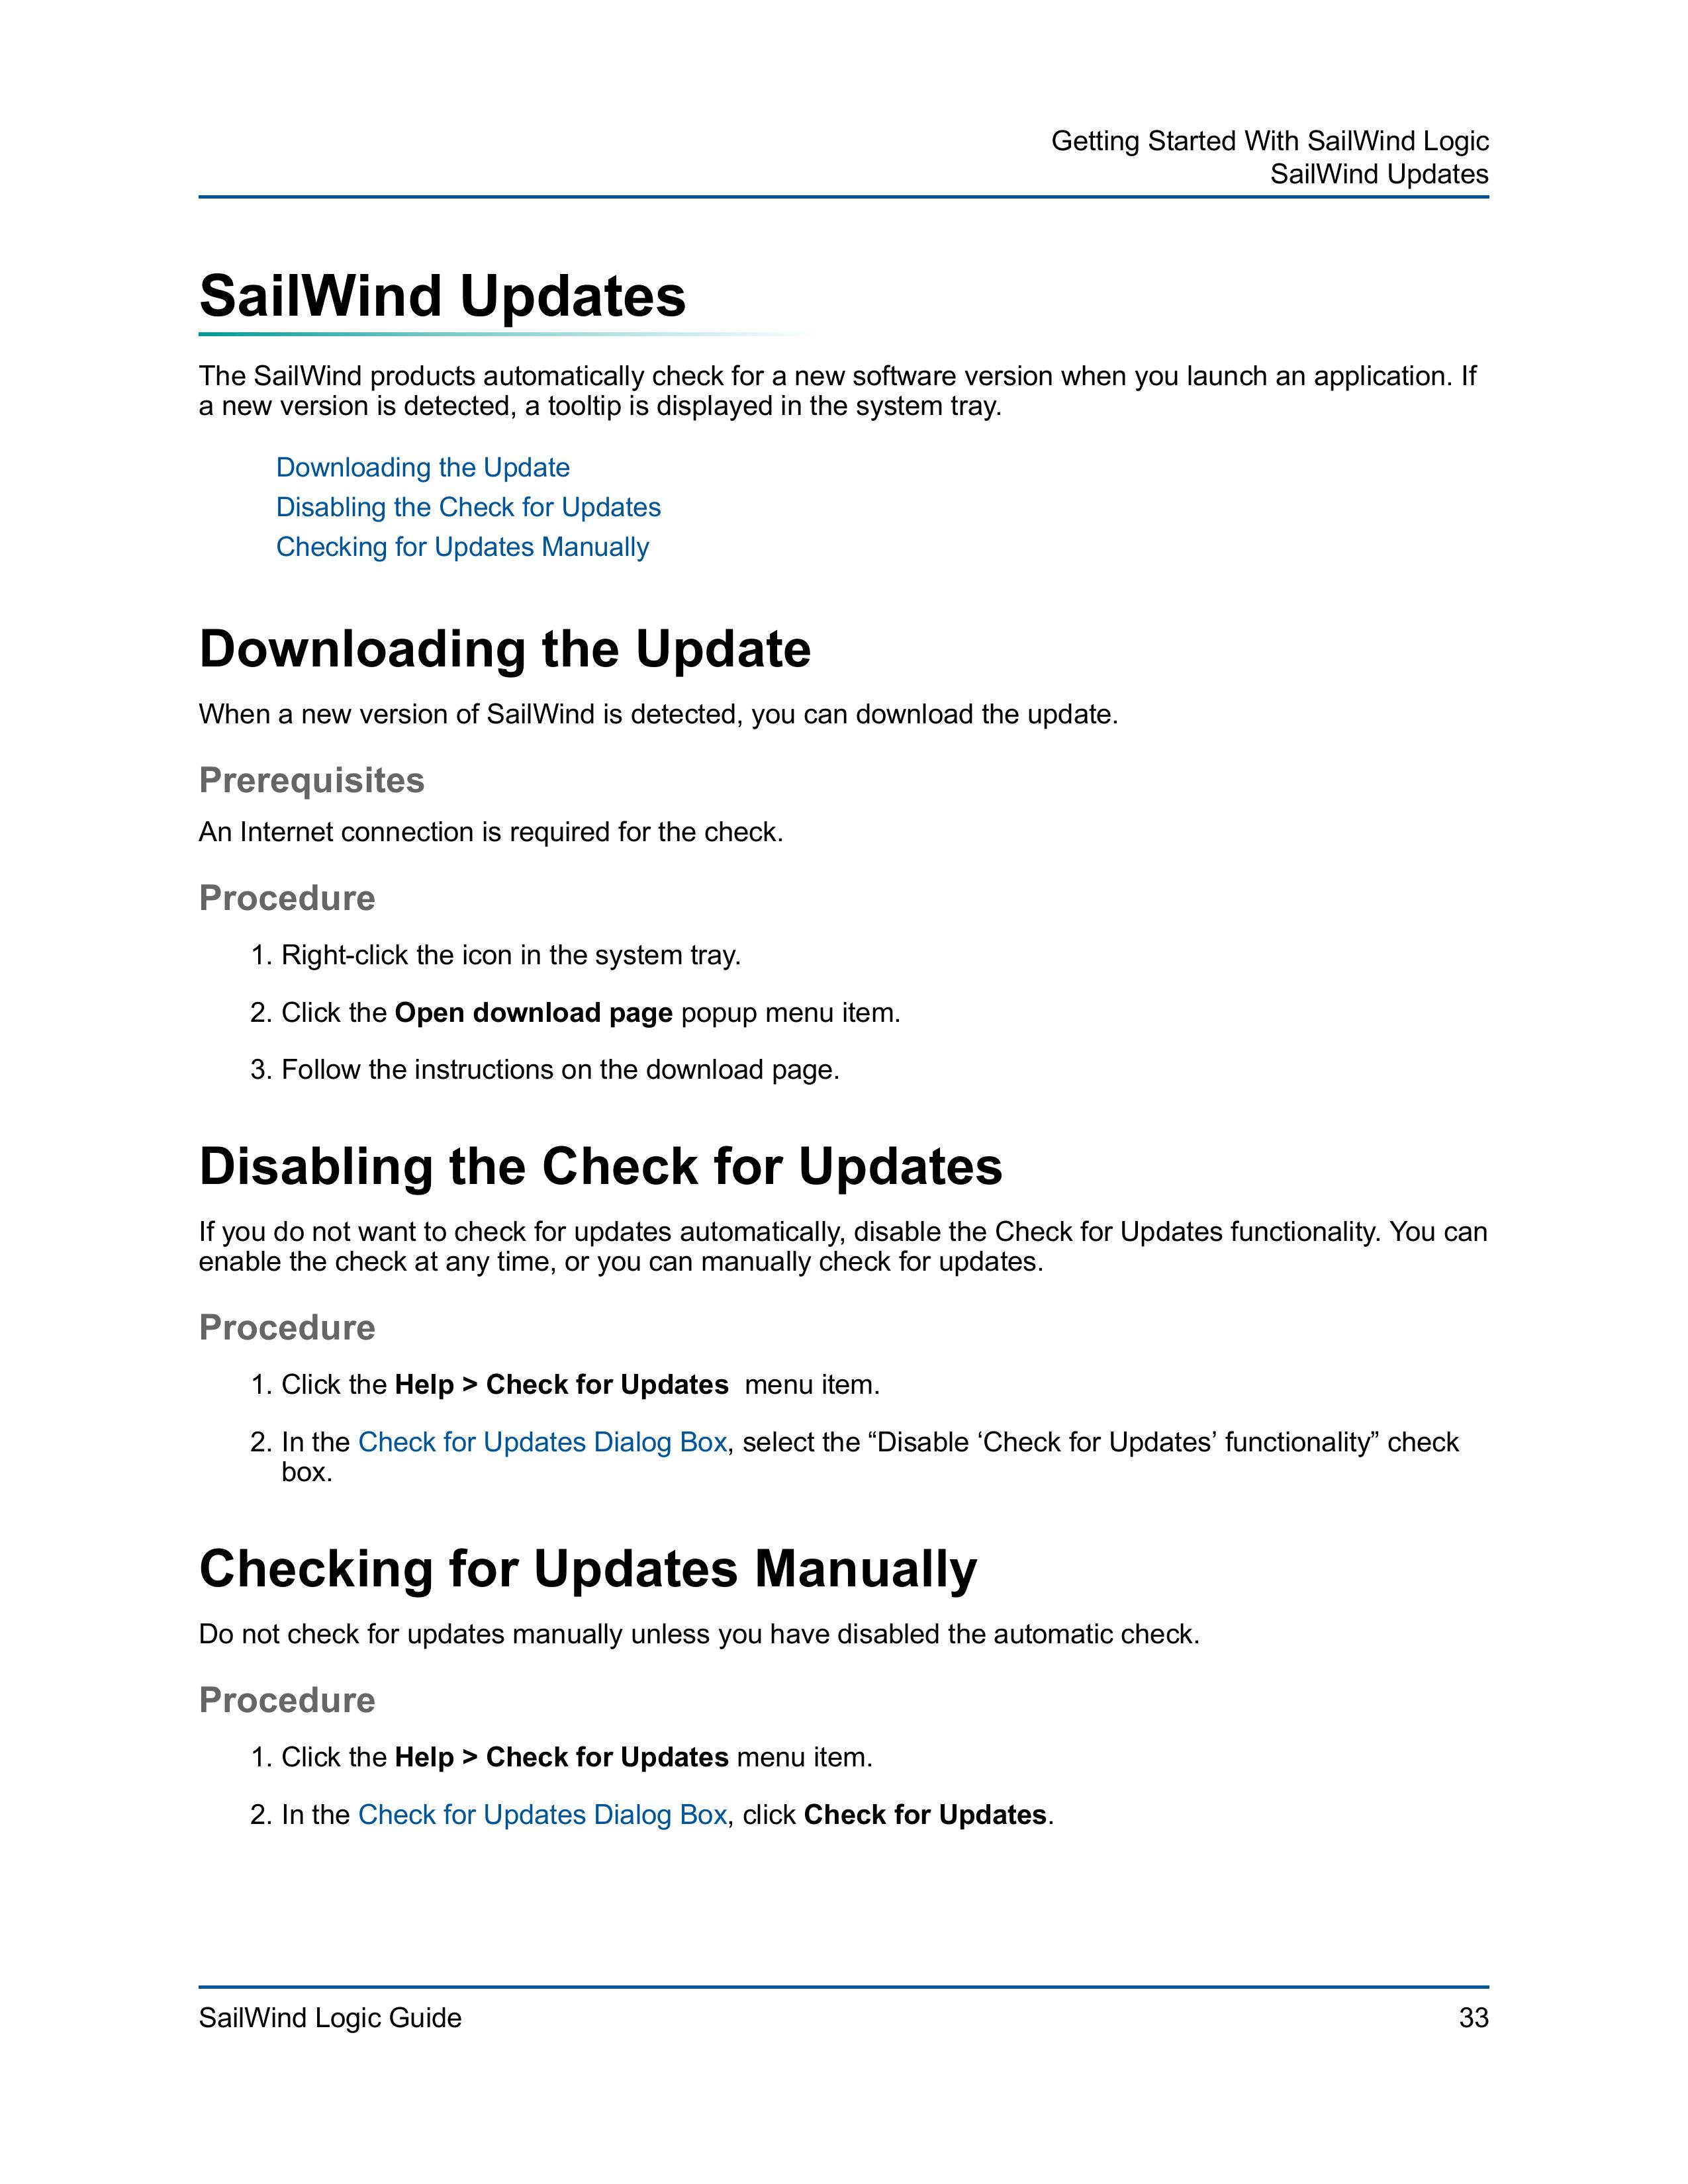 Getting Started With SailWind Logic
SailWind Updates
SailWind Updates
The SailWind products automatically check for a new software version when you launch an application. If
a new version is detected, a tooltip is displayed in the system tray.
Downloading the Update
Disabling the Check for Updates
Checking for Updates Manually
Downloading the Update
When a new version of SailWind is detected, you can download the update.
Prerequisites
An Internet connection is required for the check.
Procedure
1. Right-click the icon in the system tray.
2. Click the Open download page popup menu item.
3. Follow the instructions on the download page.
Disabling the Check for Updates
If you do not want to check for updates automatically, disable the Check for Updates functionality. You can
enable the check at any time, or you can manually check for updates.
Procedure
1. Click the Help > Check for Updates  menu item.
2. In the Check for Updates Dialog Box, select the “Disable ‘Check for Updates’ functionality” check
box.
Checking for Updates Manually
Do not check for updates manually unless you have disabled the automatic check.
Procedure
1. Click the Help > Check for Updates menu item.
2. In the Check for Updates Dialog Box, click Check for Updates.
SailWind Logic Guide 33